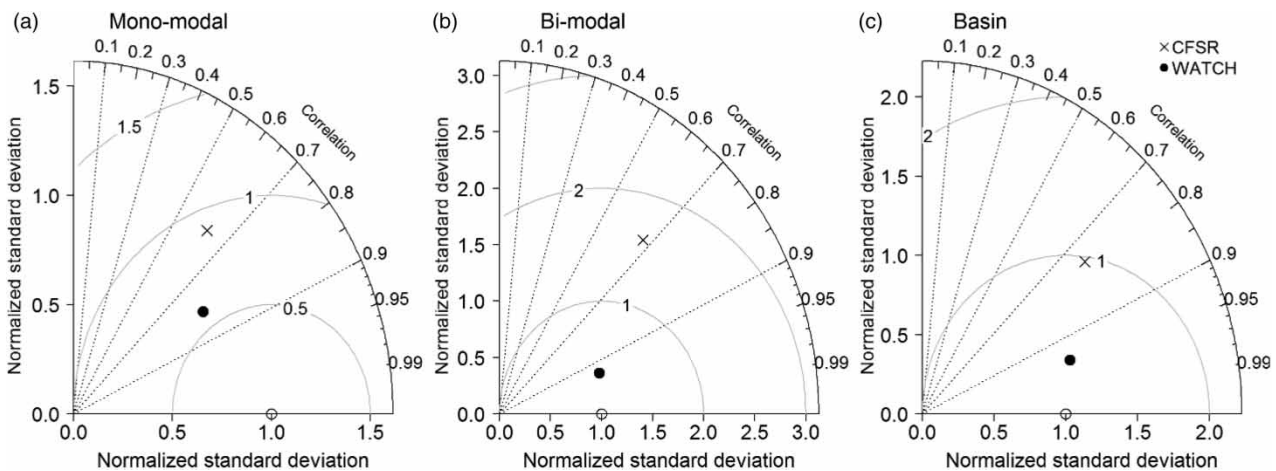 (a) Mono-modal
0.1 0.2 0.3 0.4 0.5 0.6 0.7 0.8 0.9 0.95 0.99
Correlation
1.5 1 0.5
Normalized standard deviation
1.5
1.0
0.5
0.0
0.0 0.5 1.0 1.5
Normalized standard deviation
(b) Bi-modal
0.1 0.2 0.3 0.4 0.5 0.6 0.7 0.8 0.9 0.95 0.99
Correlation
2 1
Normalized standard deviation
3.0
2.5
2.0
1.5
1.0
0.5
0.0
0.0 0.5 1.0 1.5 2.0 2.5 3.0
Normalized standard deviation
(c) Basin
CFSR
WATCH
0.1 0.2 0.3 0.4 0.5 0.6 0.7 0.8 0.9 0.95 0.99
Correlation
2 1
Normalized standard deviation
2.0
1.5
1.0
0.5
0.0
0.0 0.5 1.0 1.5 2.0
Normalized standard deviation